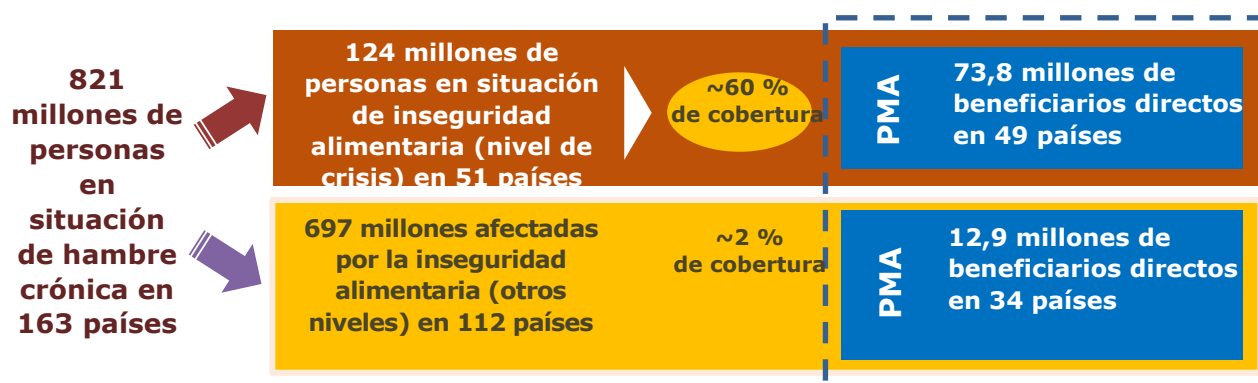 821
millones de
personas
en
situación
de hambre
crónica en
163 países
124 millones de
personas en situación
de inseguridad
alimentaria (nivel de
crisis) en 51 países
~60 %
de cobertura
PMA
73,8 millones de
beneficiarios directos
en 49 países
697 millones afectadas
por la inseguridad
alimentaria (otros
niveles) en 112 países
~2 %
de cobertura
PMA
12,9 millones de
beneficiarios directos
en 34 países